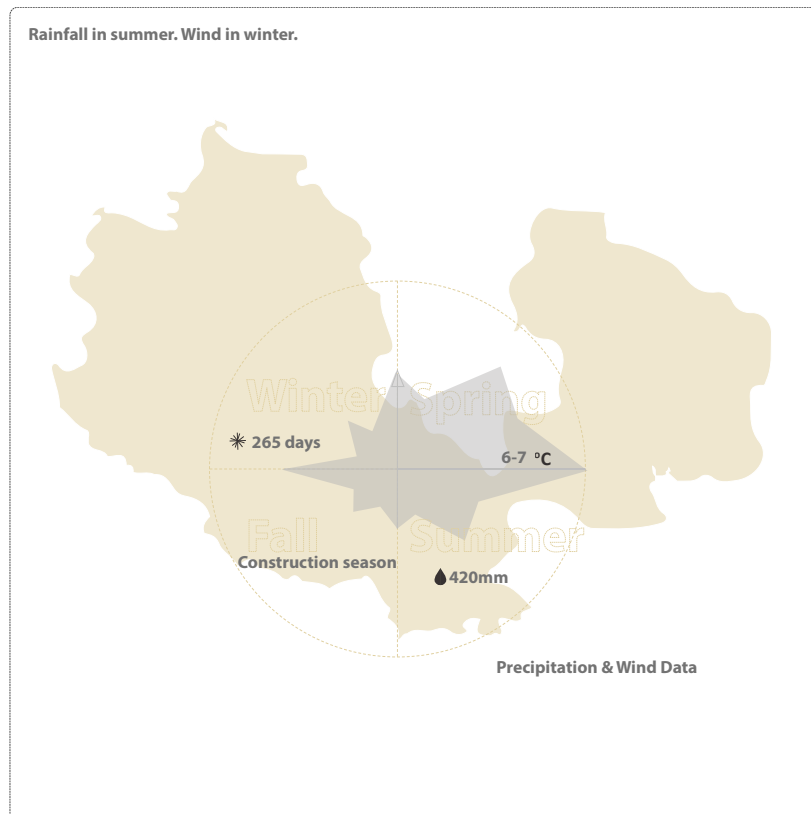 Rainfall in summer. Wind in winter.
Winter
Spring
265 days
6-7 °C
Fall
Summer
Construction season
420mm
Precipitation & Wind Data